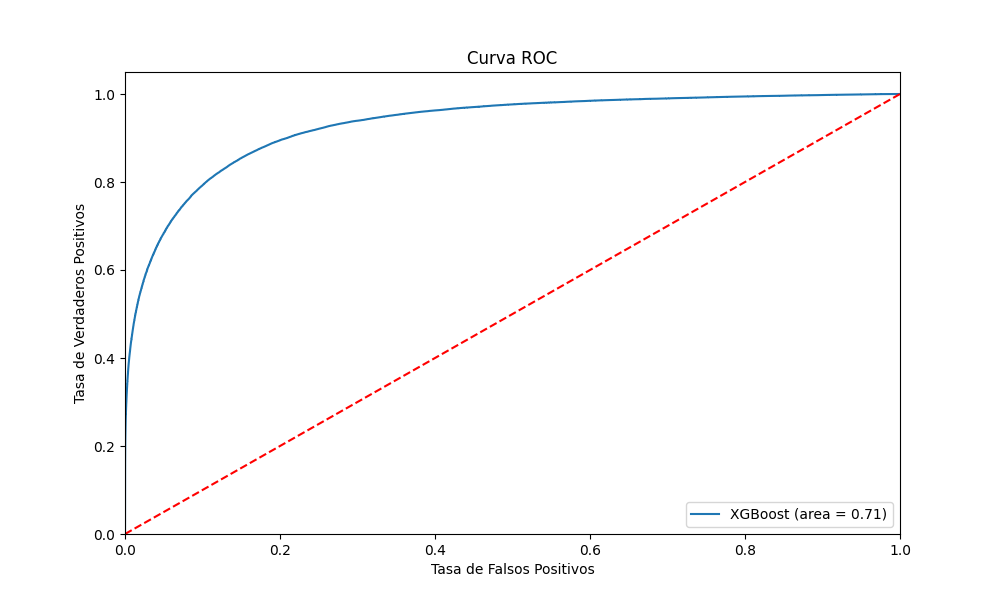 Curva ROC
Tasa de Verdaderos Positivos
1.0
0.8
0.6
0.4
0.2
0.0
0.0 0.2 0.4 0.6 0.8 1.0
Tasa de Falsos Positivos
XGBoost (area = 0.71)